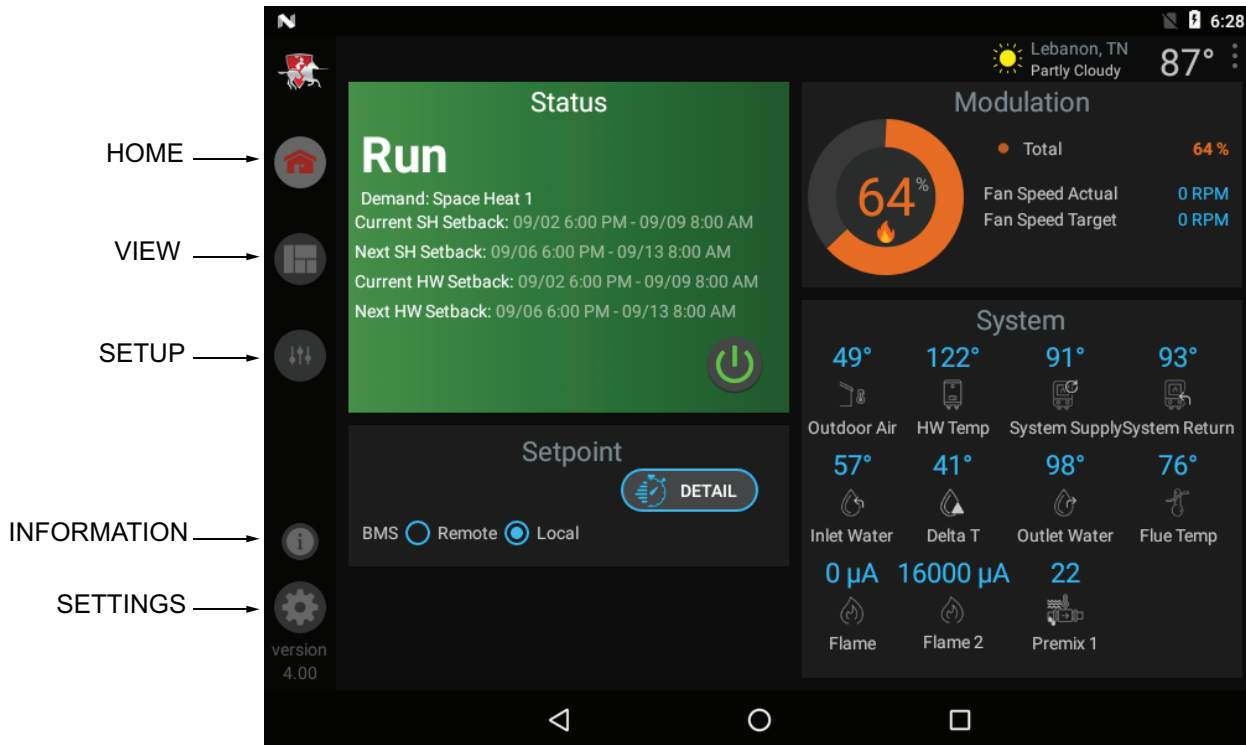 6:28
Lebanon, TN
Partly Cloudy
87°
HOME
VIEW
SETUP
INFORMATION
SETTINGS
version
4.00
Status
Run
Demand: Space Heat 1
Current SH Setback: 09/02 6:00 PM - 09/09 8:00 AM
Next SH Setback: 09/06 6:00 PM - 09/13 8:00 AM
Current HW Setback: 09/02 6:00 PM - 09/09 8:00 AM
Next HW Setback: 09/06 6:00 PM - 09/13 8:00 AM
Setpoint
DETAIL
BMS Remote Local
Modulation
64%
Total 64 %
Fan Speed Actual 0 RPM
Fan Speed Target 0 RPM
System
49° 122° 91° 93°
Outdoor Air HW Temp System Supply System Return
57° 41° 98° 76°
Inlet Water Delta T Outlet Water Flue Temp
0 µA 16000 µA 22
Flame Flame 2 Premix 1